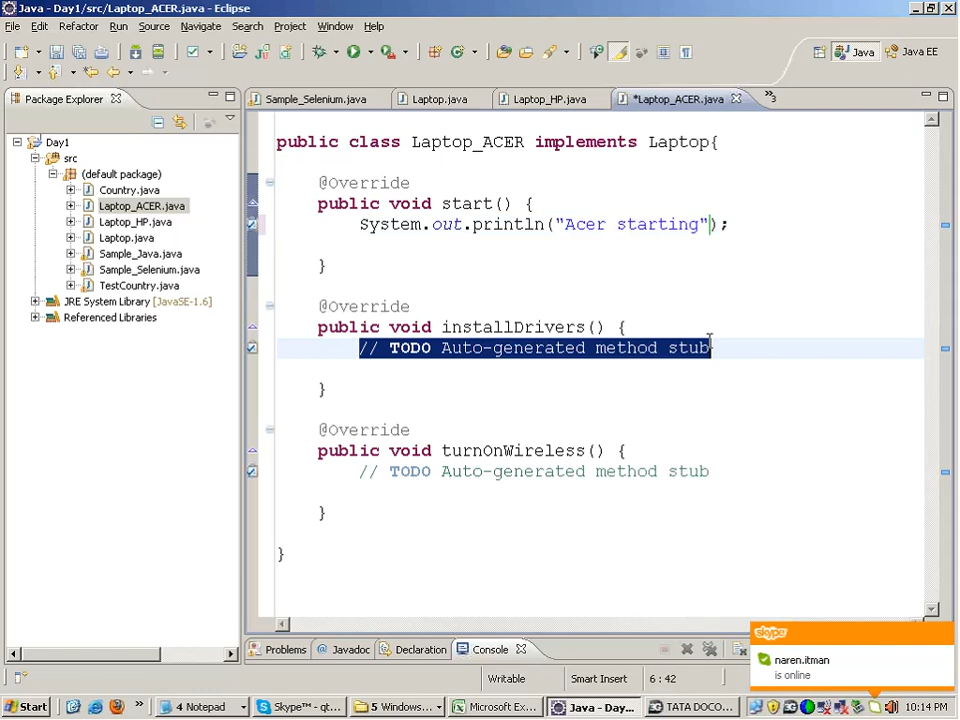 Java - Day1/src/Laptop_ACER.java - Eclipse
File Edit Refactor Run Source Navigate Search Project Window Help
Java Java EE
Package Explorer
Sample_Selenium.java Laptop.java Laptop_HP.java *Laptop_ACER.java 3
Day1
src
(default package)
Country.java
Laptop_ACER.java
Laptop_HP.java
Laptop.java
Sample_Java.java
Sample_Selenium.java
TestCountry.java
JRE System Library [JavaSE-1.6]
Referenced Libraries
public class Laptop_ACER implements Laptop{
@Override
public void start() {
System.out.println("Acer starting");
}
@Override
public void installDrivers() {
// TODO Auto-generated method stub
}
@Override
public void turnOnWireless() {
// TODO Auto-generated method stub
}
}
Problems Javadoc Declaration Console
Writable Smart Insert 6 : 42
skype
naren.itman
is online
Start 4 Notepad Skype™ - qt... 5 Windows... Microsoft Ex... Java - Day... TATA DOCO... 10:14 PM